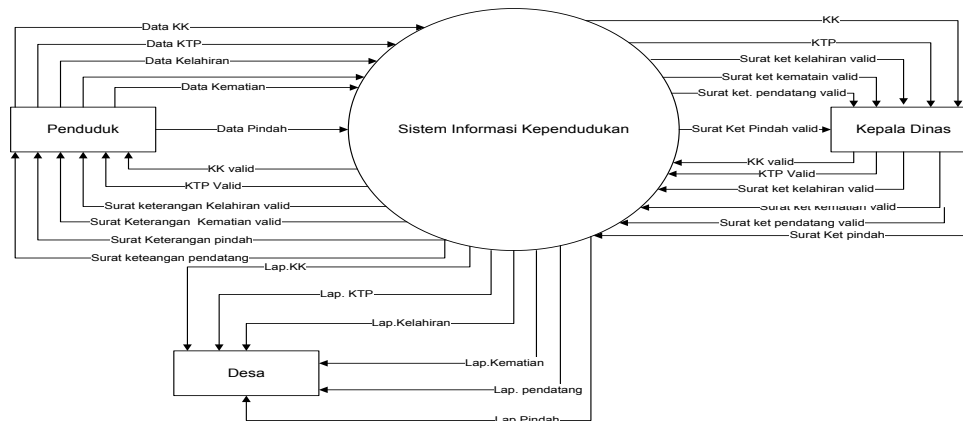 Data KK
Data KTP
Data Kelahiran
Data Kematian
Penduduk
Data Pindah
KK valid
KTP Valid
Surat keterangan Kelahiran valid
Surat Keterangan Kematian valid
Surat Keterangan pindah
Surat keteangan pendatang
Sistem Informasi Kependudukan
KK
KTP
Surat ket kelahiran valid
Surat ket kematain valid
Surat ket. pendatang valid
Surat Ket Pindah valid
Kepala Dinas
KK valid
KTP Valid
Surat ket kelahiran valid
Surat ket kematian valid
Surat ket pendatang valid
Surat Ket pindah
Lap.KK
Lap. KTP
Lap.Kelahiran
Desa
Lap.Kematian
Lap. pendatang
Lap.Pindah